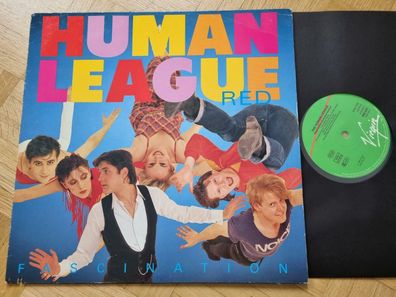 HUMAN
LEAGUE
RED
FASCINATION
Virgin